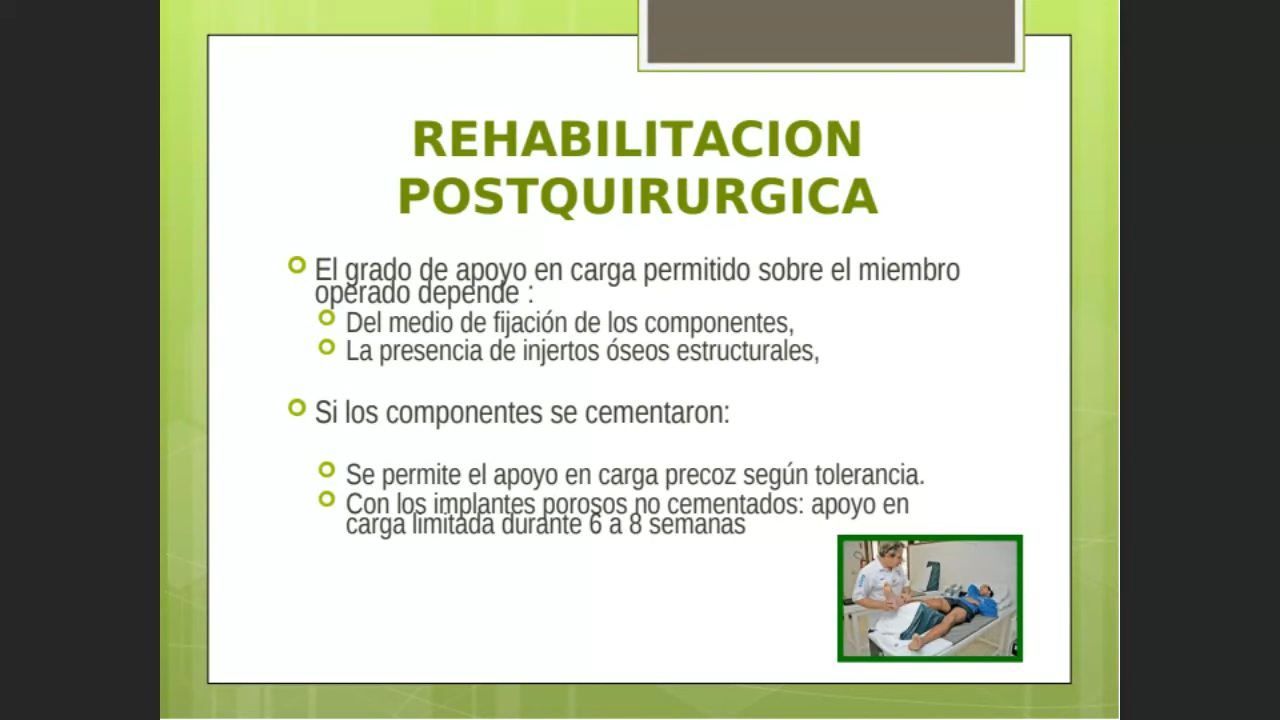 REHABILITACION
POSTQUIRURGICA
El grado de apoyo en carga permitido sobre el miembro
operado depende :
Del medio de fijación de los componentes,
La presencia de injertos óseos estructurales,
Si los componentes se cementaron:
Se permite el apoyo en carga precoz según tolerancia.
Con los implantes porosos no cementados: apoyo en
carga limitada durante 6 a 8 semanas